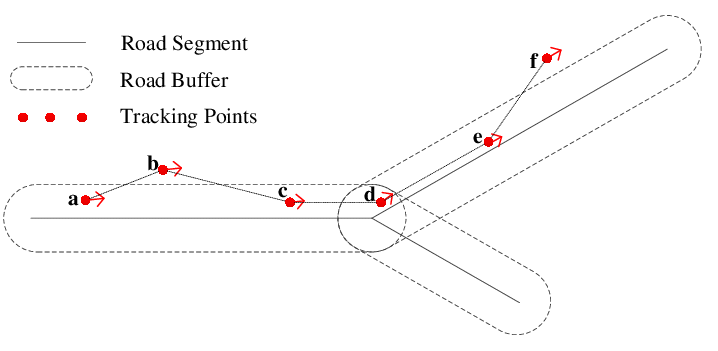 Road Segment
Road Buffer
Tracking Points
f
e
b
a
c
d